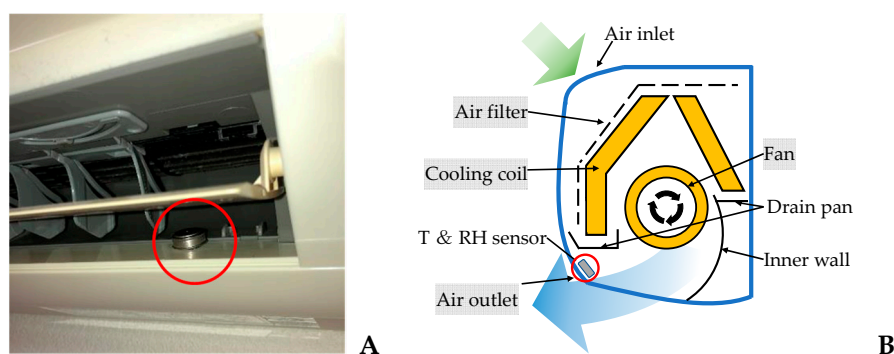 Air inlet
Air filter
Fan
Cooling coil
Drain pan
T & RH sensor
Inner wall
Air outlet
A
B